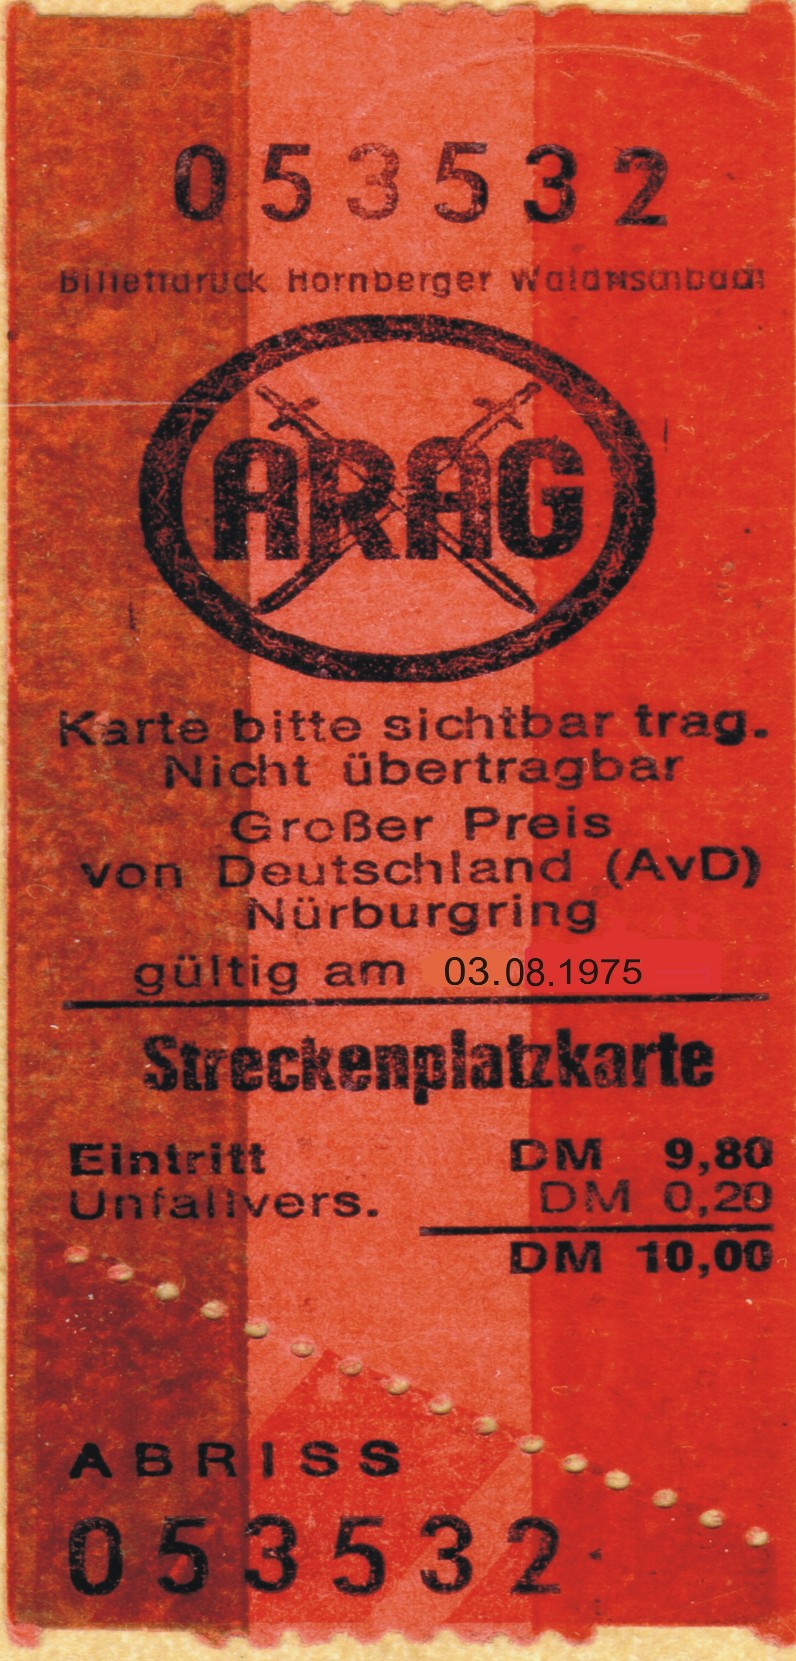 053532
Billettdruck Hornberger Waldfischbach
ARAG
Karte bitte sichtbar trag.
Nicht übertragbar
Großer Preis
von Deutschland (AvD)
Nürburgring
gültig am 03.08.1975
Streckenplatzkarte
Eintritt DM 9,80
Unfallvers. DM 0,20
DM 10,00
ABRISS
053532